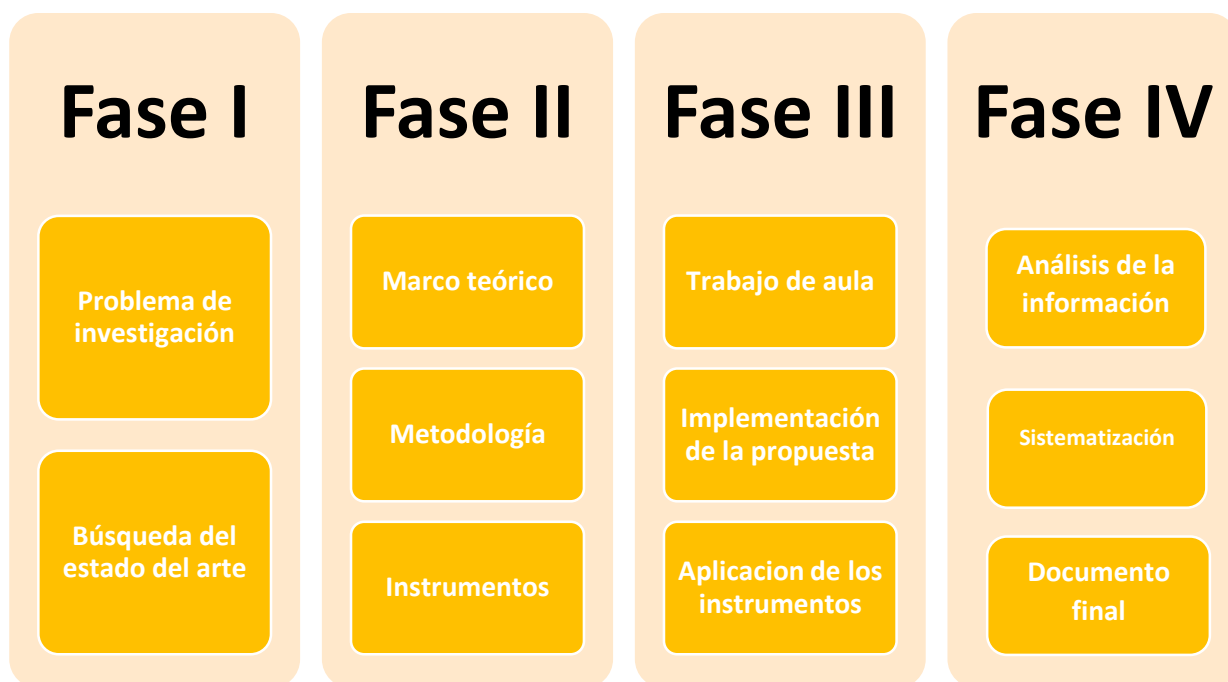 Fase I
Problema de
investigación
Búsqueda del
estado del arte
Fase II
Marco teórico
Metodología
Instrumentos
Fase III
Trabajo de aula
Implementación
de la propuesta
Aplicacion de los
instrumentos
Fase IV
Análisis de la
información
Sistematización
Documento
final